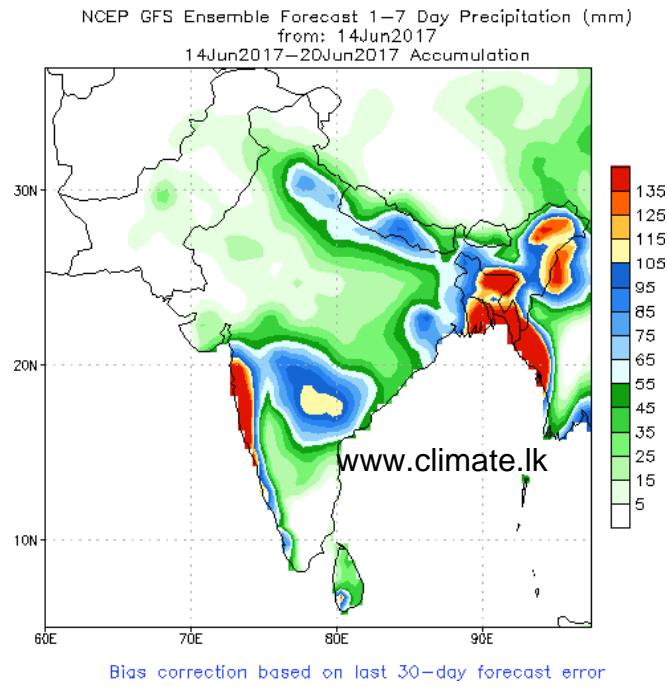 NCEP GFS Ensemble Forecast 1-7 Day Precipitation (mm)
from: 14Jun2017
14Jun2017-20Jun2017 Accumulation
30N
20N
10N
60E
70E
80E
90E
135
125
115
105
95
85
75
65
55
45
35
25
15
5
www.climate.lk
Bias correction based on last 30-day forecast error